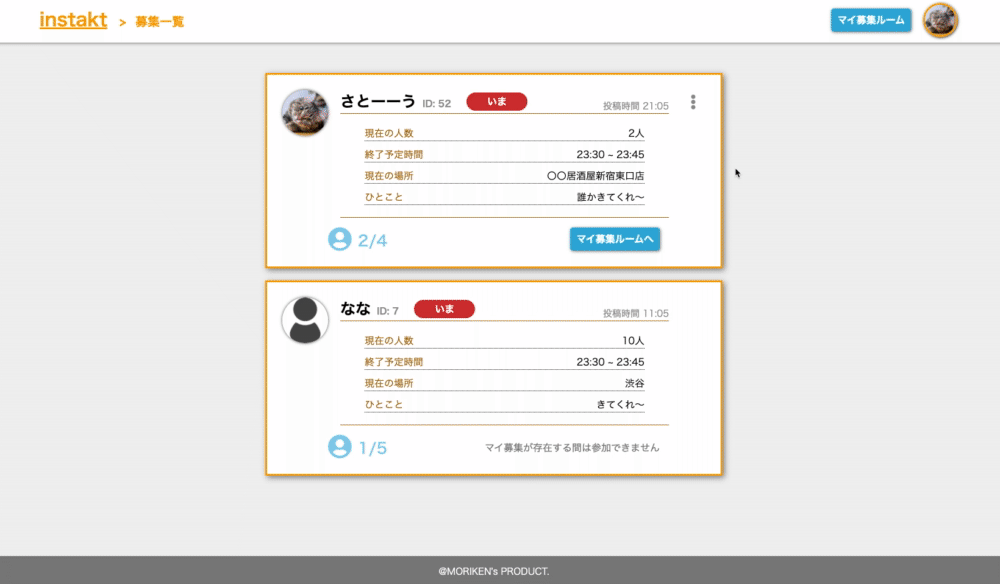 instakt > 募集一覧 マイ募集ルーム
さとーーう ID: 52 いま 投稿時間 21:05
現在の人数 2人
終了予定時間 23:30 ~ 23:45
現在の場所 〇〇居酒屋新宿東口店
ひとこと 誰かきてくれ〜
2/4 マイ募集ルームへ
なな ID: 7 いま 投稿時間 11:05
現在の人数 10人
終了予定時間 23:30 ~ 23:45
現在の場所 渋谷
ひとこと きてくれ〜
1/5 マイ募集が存在する間は参加できません
@MORIKEN's PRODUCT.